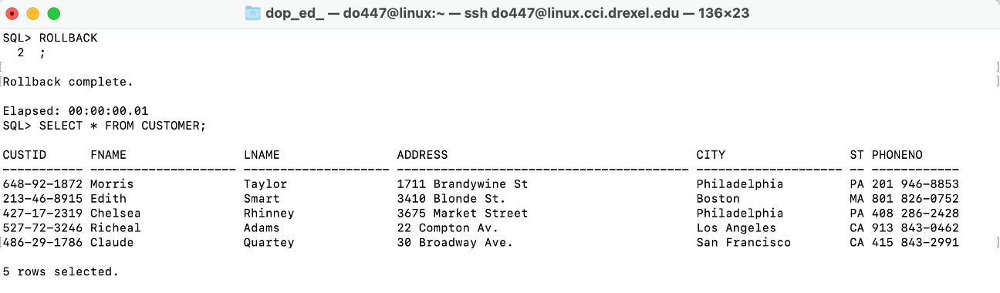 dop_ed_ — do447@linux:~ — ssh do447@linux.cci.drexel.edu — 136×23
SQL> ROLLBACK
  2  ;
Rollback complete.
Elapsed: 00:00:00.01
SQL> SELECT * FROM CUSTOMER;
CUSTID      FNAME                LNAME                ADDRESS                                  CITY                 ST PHONENO
----------- -------------------- -------------------- ---------------------------------------- -------------------- -- ------------
648-92-1872 Morris               Taylor               1711 Brandywine St                       Philadelphia         PA 201 946-8853
213-46-8915 Edith                Smart                3410 Blonde St.                          Boston               MA 801 826-0752
427-17-2319 Chelsea              Rhinney              3675 Market Street                       Philadelphia         PA 408 286-2428
527-72-3246 Richeal              Adams                22 Compton Av.                           Los Angeles          CA 913 843-0462
486-29-1786 Claude               Quartey              30 Broadway Ave.                         San Francisco        CA 415 843-2991
5 rows selected.